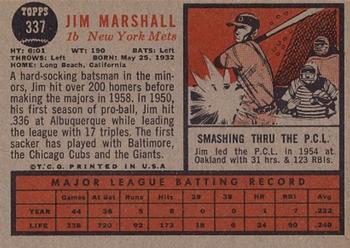 TOPPS
337
JIM MARSHALL
1b New York Mets
HT: 6:01 WT: 190 BATS: Left
THROWS: Left BORN: May 25, 1932
HOME: Long Beach, California
A hard-socking batsman in the min-
ors, Jim hit over 200 homers before
making the majors in 1958. In 1950,
his first season of pro-ball, Jim hit
.336 at Albuquerque while leading
the league with 17 triples. The first
sacker has played with Baltimore,
the Chicago Cubs and the Giants.
©T.C.G. PRINTED IN U.S.A.
SMASHING THRU THE P.C.L.
Jim led the P.C.L. in 1954 at
Oakland with 31 hrs. & 123 RBIs.
MAJOR LEAGUE BATTING RECORD
Games At Bat Runs Hits 2B 3B HR RBI Avg.
YEAR 44 36 5 8 0 0 1 7 .222
LIFE 338 720 92 173 24 90 .240